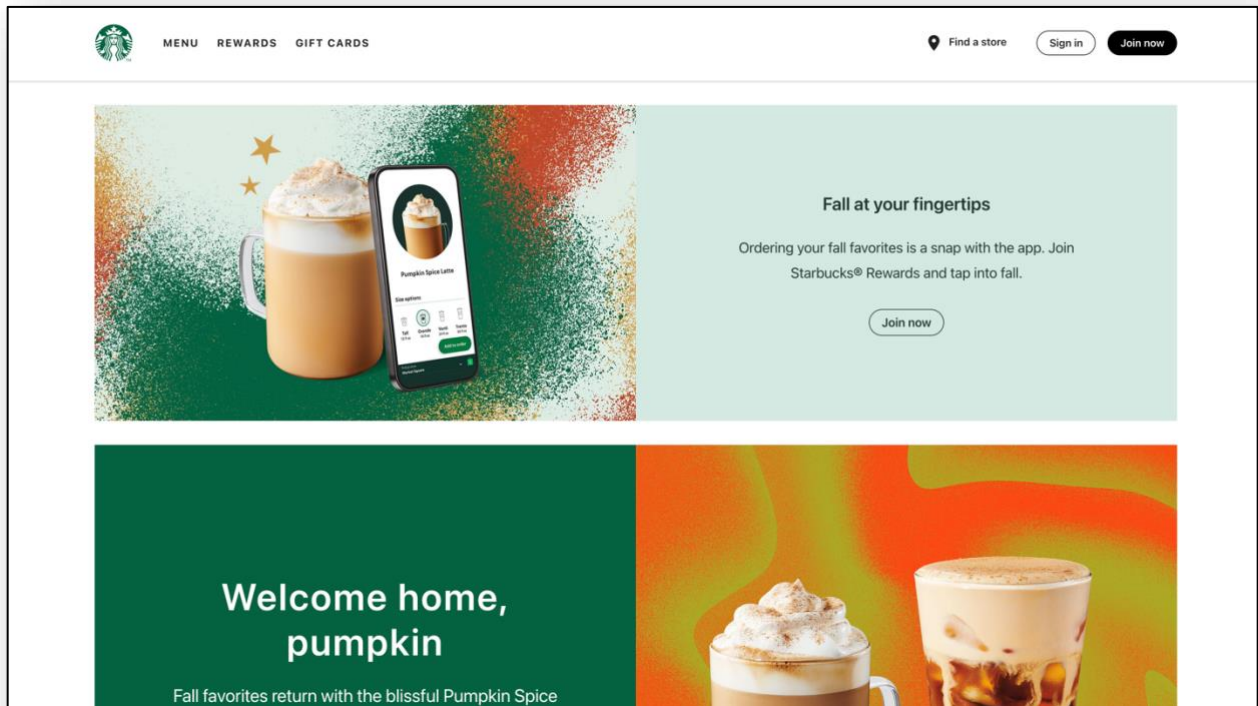 MENU REWARDS GIFT CARDS
Find a store
Sign in
Join now
Pumpkin Spice Latte
Size options
Tall Grande Venti Trenta
Add to order
Fall at your fingertips
Ordering your fall favorites is a snap with the app. Join
Starbucks® Rewards and tap into fall.
Join now
Welcome home,
pumpkin
Fall favorites return with the blissful Pumpkin Spice